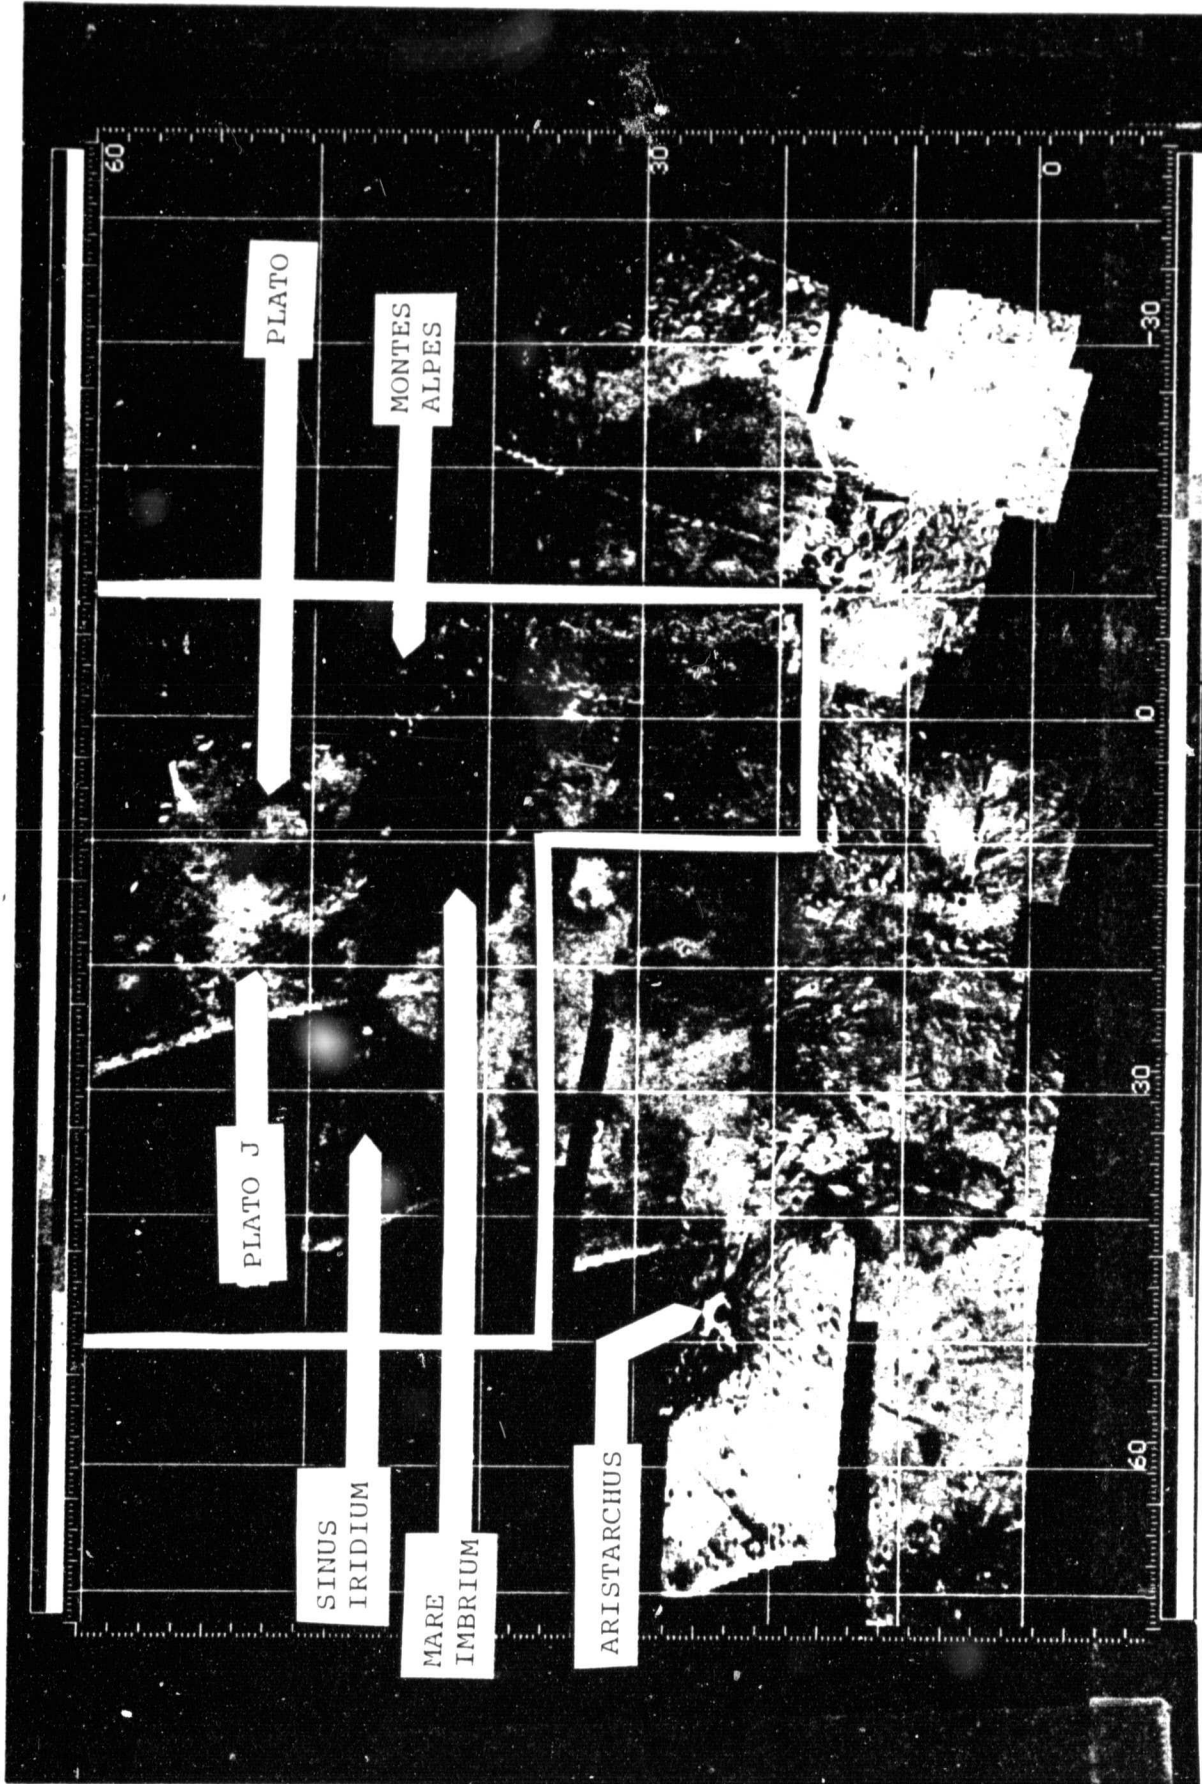 60
30
0
-30
0
30
60
PLATO
MONTES
ALPES
PLATO J
SINUS
IRIDIUM
MARE
IMBRIUM
ARISTARCHUS